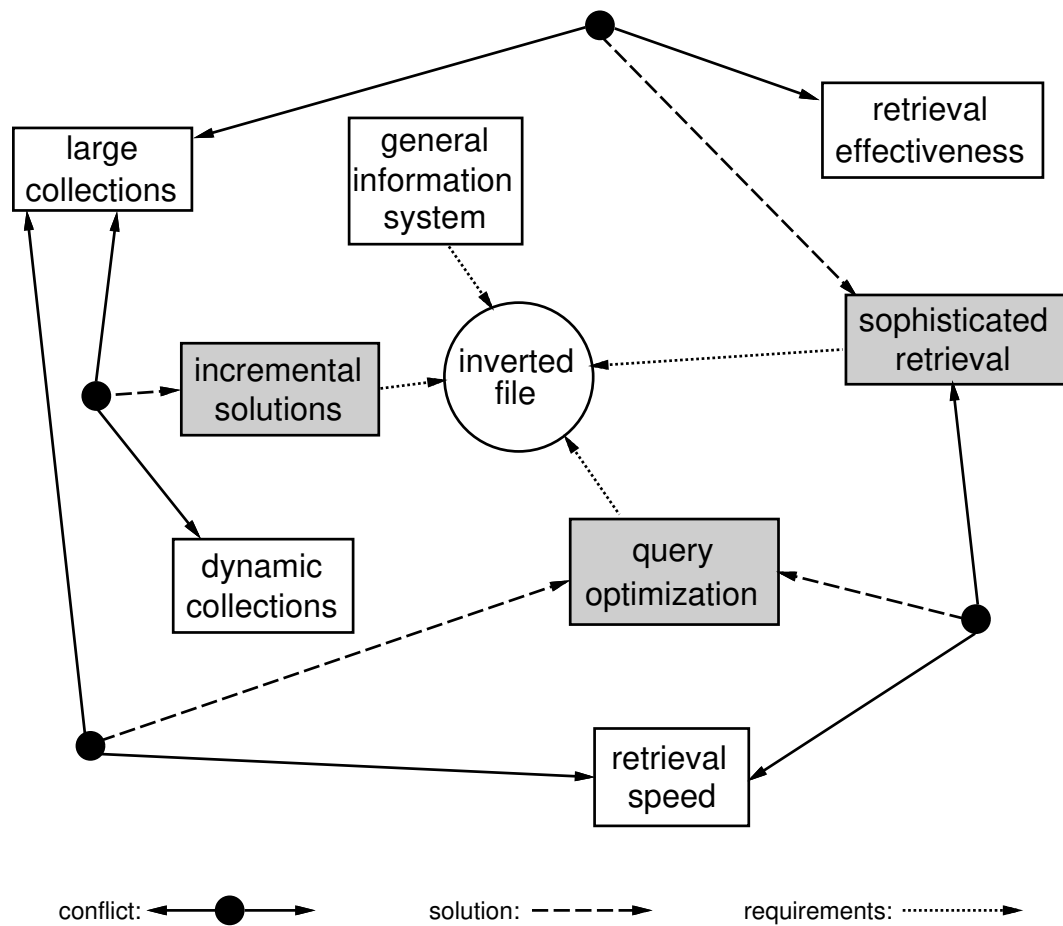 retrieval
effectiveness
large
collections
general
information
system
sophisticated
retrieval
incremental
solutions
inverted
file
query
optimization
dynamic
collections
retrieval
speed
conflict:
solution:
requirements: